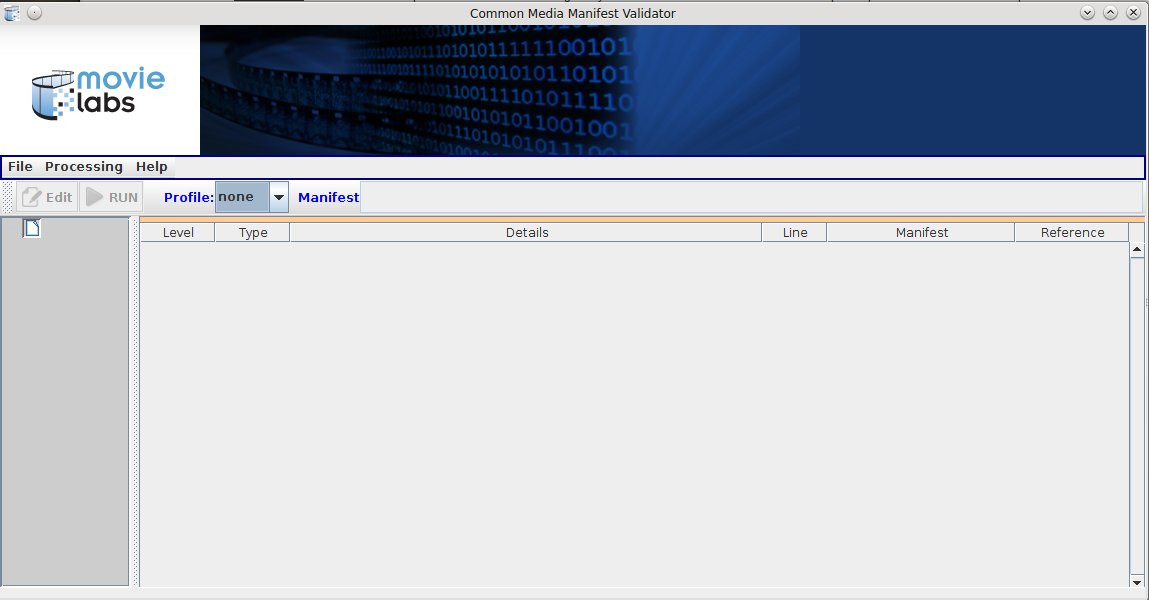 Common Media Manifest Validator
movie
labs
File Processing Help
Edit RUN Profile: none Manifest
Level Type Details Line Manifest Reference